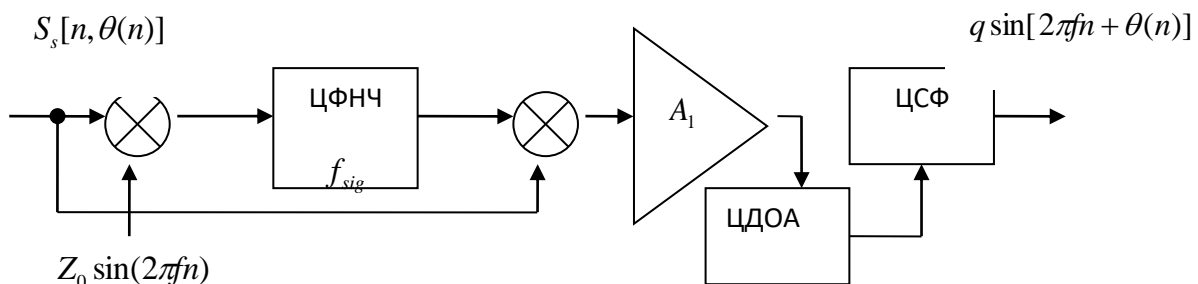 S_s[n, θ(n)]
q sin[2πfn + θ(n)]
ЦФНЧ
f_sig
A_1
ЦСФ
ЦДОА
Z_0 sin(2πfn)